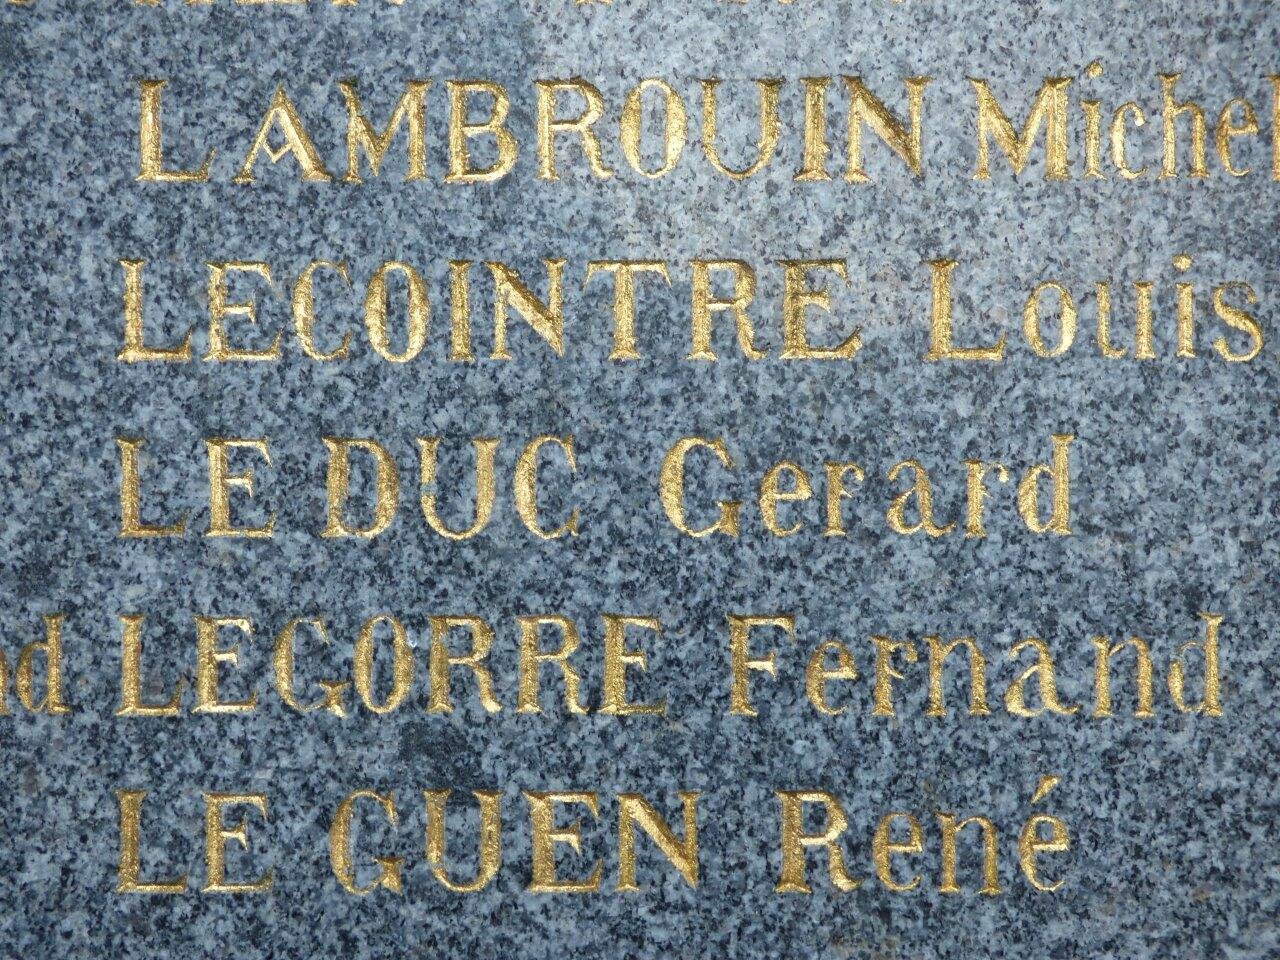 LAMBROUIN Michel
LECOINTRE Louis
LE DUC Gerard
LEGORRE Fernand
LE GUEN René